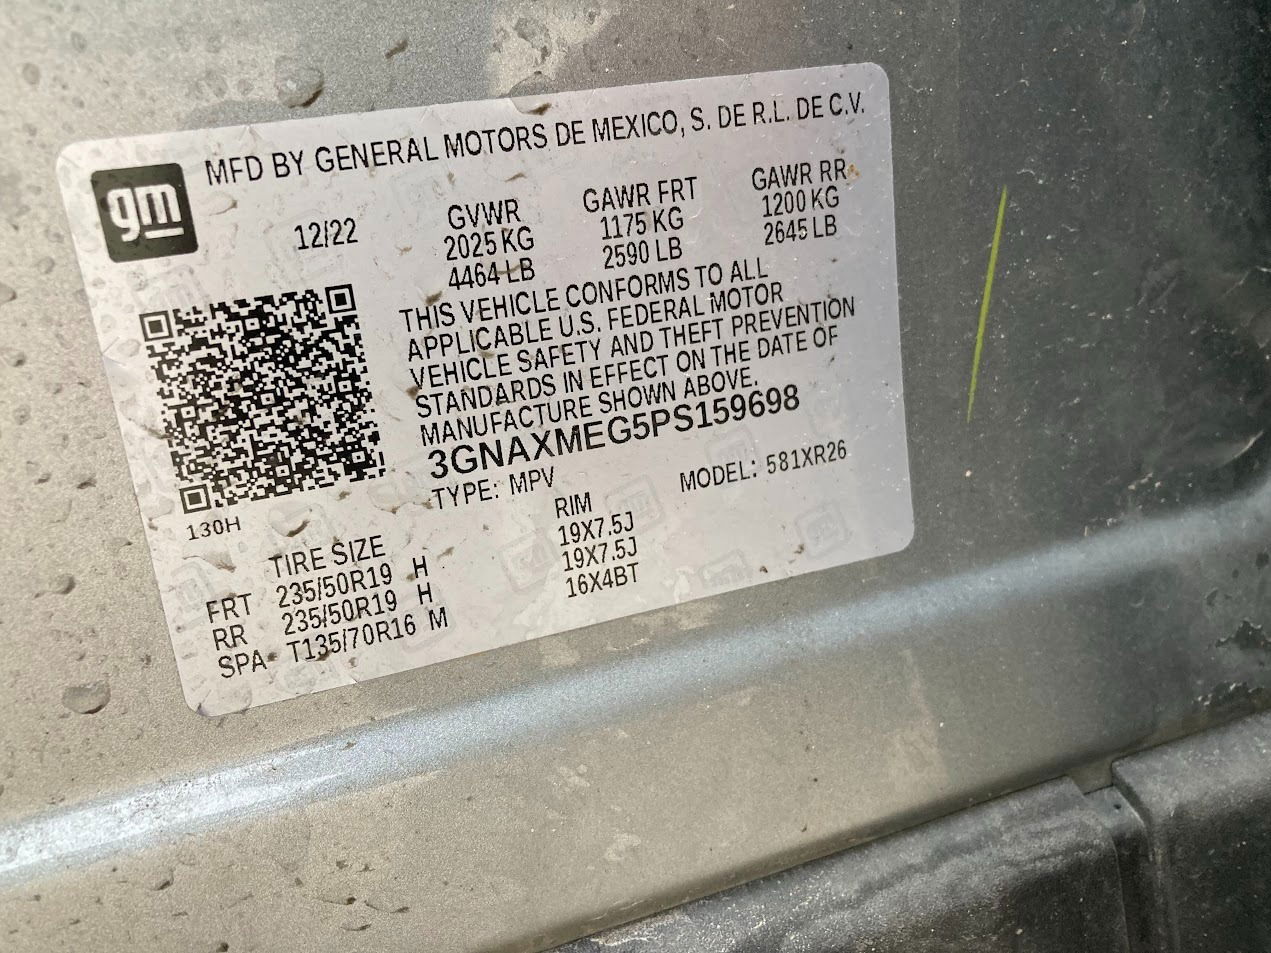 MFD BY GENERAL MOTORS DE MEXICO, S. DE R.L. DE C.V.
gm
12/22
GVWR GAWR FRT GAWR RR
2025 KG 1175 KG 1200 KG
4464 LB 2590 LB 2645 LB
THIS VEHICLE CONFORMS TO ALL
APPLICABLE U.S. FEDERAL MOTOR
VEHICLE SAFETY AND THEFT PREVENTION
STANDARDS IN EFFECT ON THE DATE OF
MANUFACTURE SHOWN ABOVE.
3GNAXMEG5PS159698
TYPE: MPV MODEL: 581XR26
130H
TIRE SIZE RIM
FRT 235/50R19 H 19X7.5J
RR 235/50R19 H 19X7.5J
SPA T135/70R16 M 16X4BT